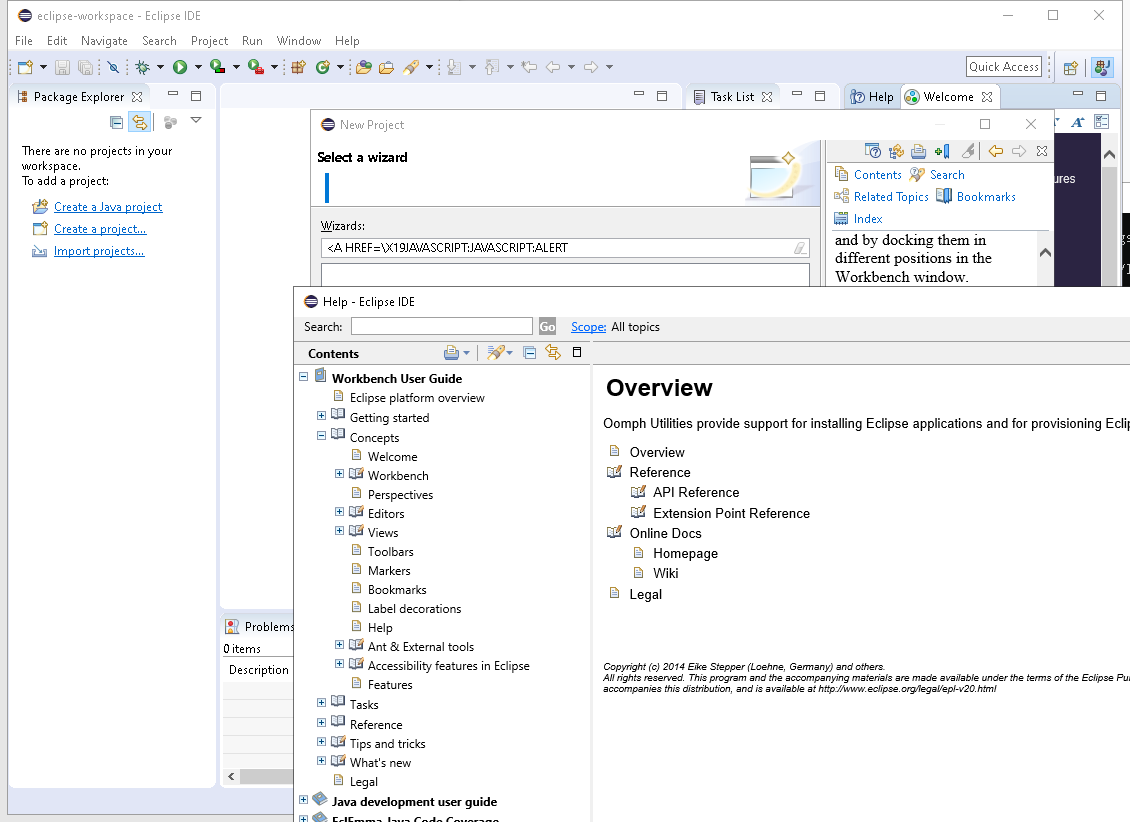 eclipse-workspace - Eclipse IDE
File Edit Navigate Search Project Run Window Help
Quick Access
Package Explorer
Task List
Help
Welcome
There are no projects in your
workspace.
To add a project:
Create a Java project
Create a project...
Import projects...
New Project
Select a wizard
Wizards:
<A HREF=\X19JAVASCRIPT:JAVASCRIPT:ALERT
Contents Search
Related Topics Bookmarks
Index
and by docking them in
different positions in the
Workbench window.
ures
Problems
0 items
Description
Help - Eclipse IDE
Search:
Go
Scope: All topics
Contents
Workbench User Guide
Eclipse platform overview
Getting started
Concepts
Welcome
Workbench
Perspectives
Editors
Views
Toolbars
Markers
Bookmarks
Label decorations
Help
Ant & External tools
Accessibility features in Eclipse
Features
Tasks
Reference
Tips and tricks
What's new
Legal
Java development user guide
EclEmma Java Code Coverage
Overview
Oomph Utilities provide support for installing Eclipse applications and for provisioning Eclip
Overview
Reference
API Reference
Extension Point Reference
Online Docs
Homepage
Wiki
Legal
Copyright (c) 2014 Eike Stepper (Loehne, Germany) and others.
All rights reserved. This program and the accompanying materials are made available under the terms of the Eclipse Pu
accompanies this distribution, and is available at http://www.eclipse.org/legal/epl-v20.html